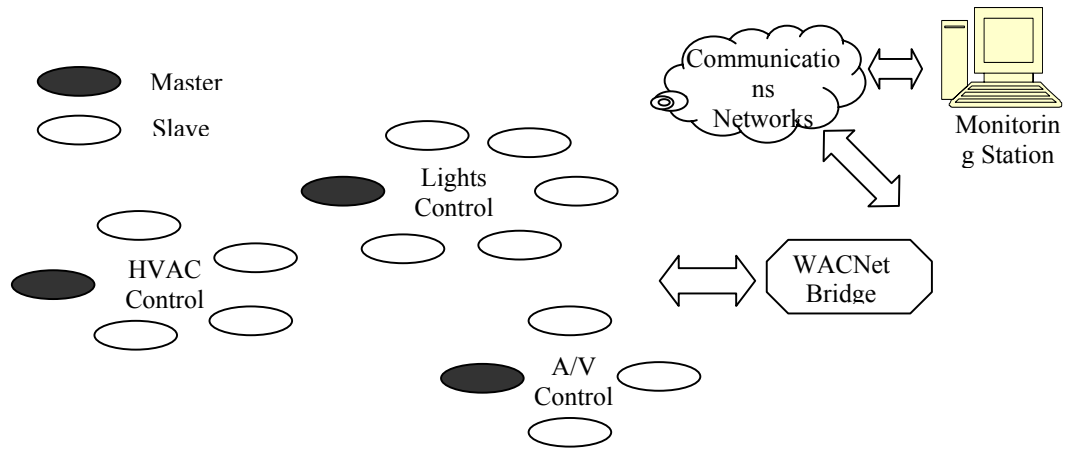 Master
Slave
Communicatio
ns
Networks
Monitorin
g Station
Lights
Control
HVAC
Control
WACNet
Bridge
A/V
Control